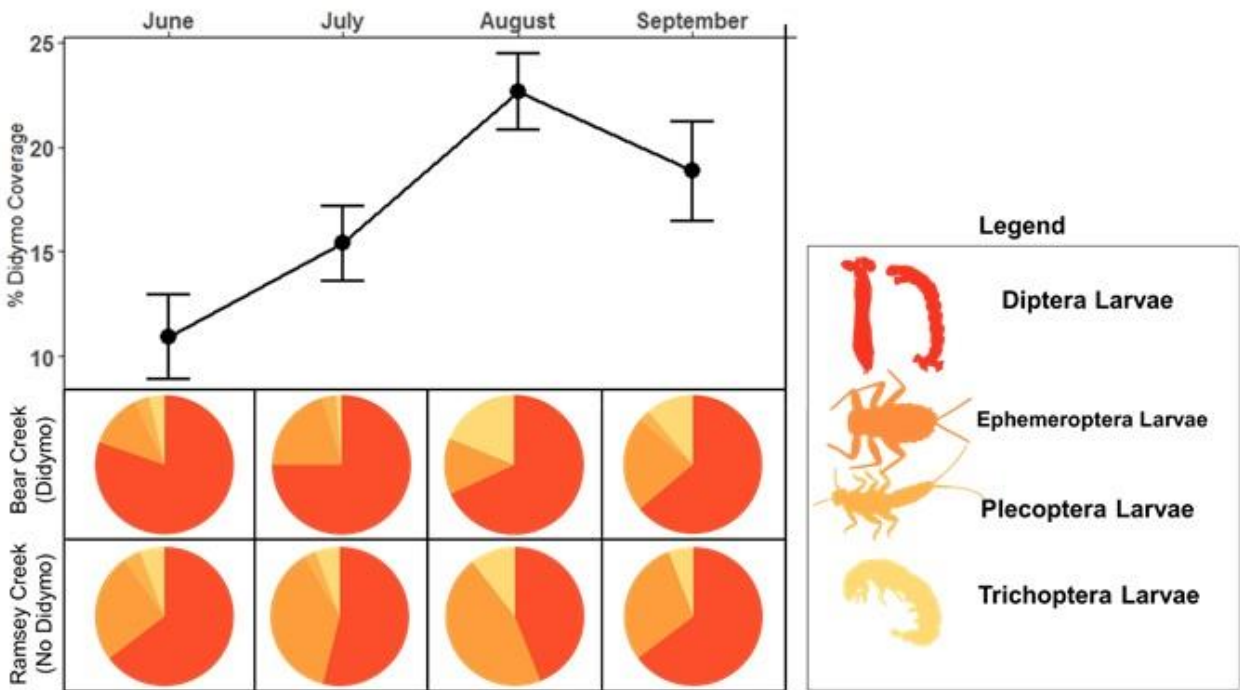 June July August September
25
20
15
10
% Didymo Coverage
Bear Creek
(Didymo)
Ramsey Creek
(No Didymo)
Legend
Diptera Larvae
Ephemeroptera Larvae
Plecoptera Larvae
Trichoptera Larvae